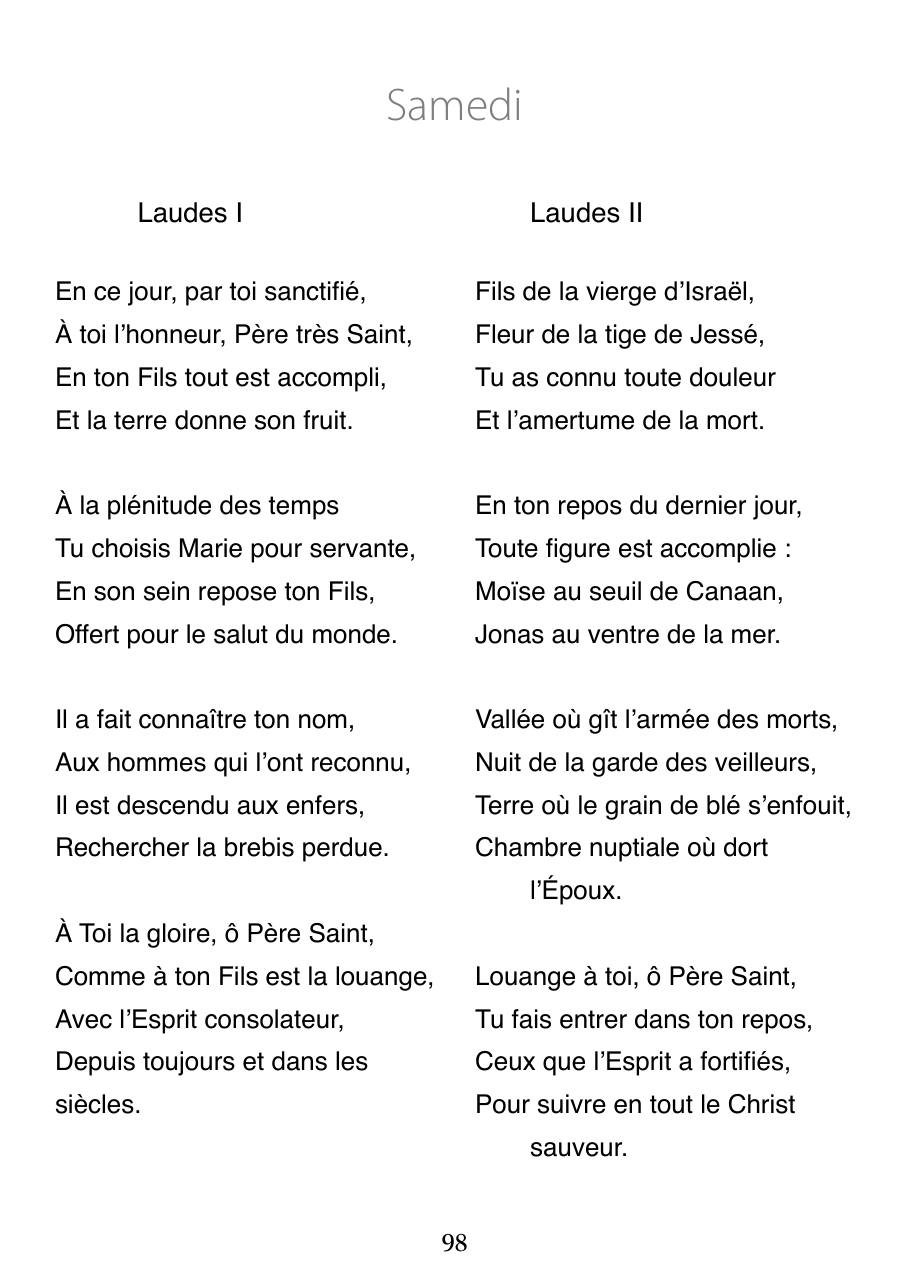 Samedi
Laudes I
En ce jour, par toi sanctifié,
À toi l’honneur, Père très Saint,
En ton Fils tout est accompli,
Et la terre donne son fruit.
À la plénitude des temps
Tu choisis Marie pour servante,
En son sein repose ton Fils,
Offert pour le salut du monde.
Il a fait connaître ton nom,
Aux hommes qui l’ont reconnu,
Il est descendu aux enfers,
Rechercher la brebis perdue.
À Toi la gloire, ô Père Saint,
Comme à ton Fils est la louange,
Avec l’Esprit consolateur,
Depuis toujours et dans les
siècles.
Laudes II
Fils de la vierge d’Israël,
Fleur de la tige de Jessé,
Tu as connu toute douleur
Et l’amertume de la mort.
En ton repos du dernier jour,
Toute figure est accomplie :
Moïse au seuil de Canaan,
Jonas au ventre de la mer.
Vallée où gît l’armée des morts,
Nuit de la garde des veilleurs,
Terre où le grain de blé s’enfouit,
Chambre nuptiale où dort
l’Époux.
Louange à toi, ô Père Saint,
Tu fais entrer dans ton repos,
Ceux que l’Esprit a fortifiés,
Pour suivre en tout le Christ
sauveur.
98